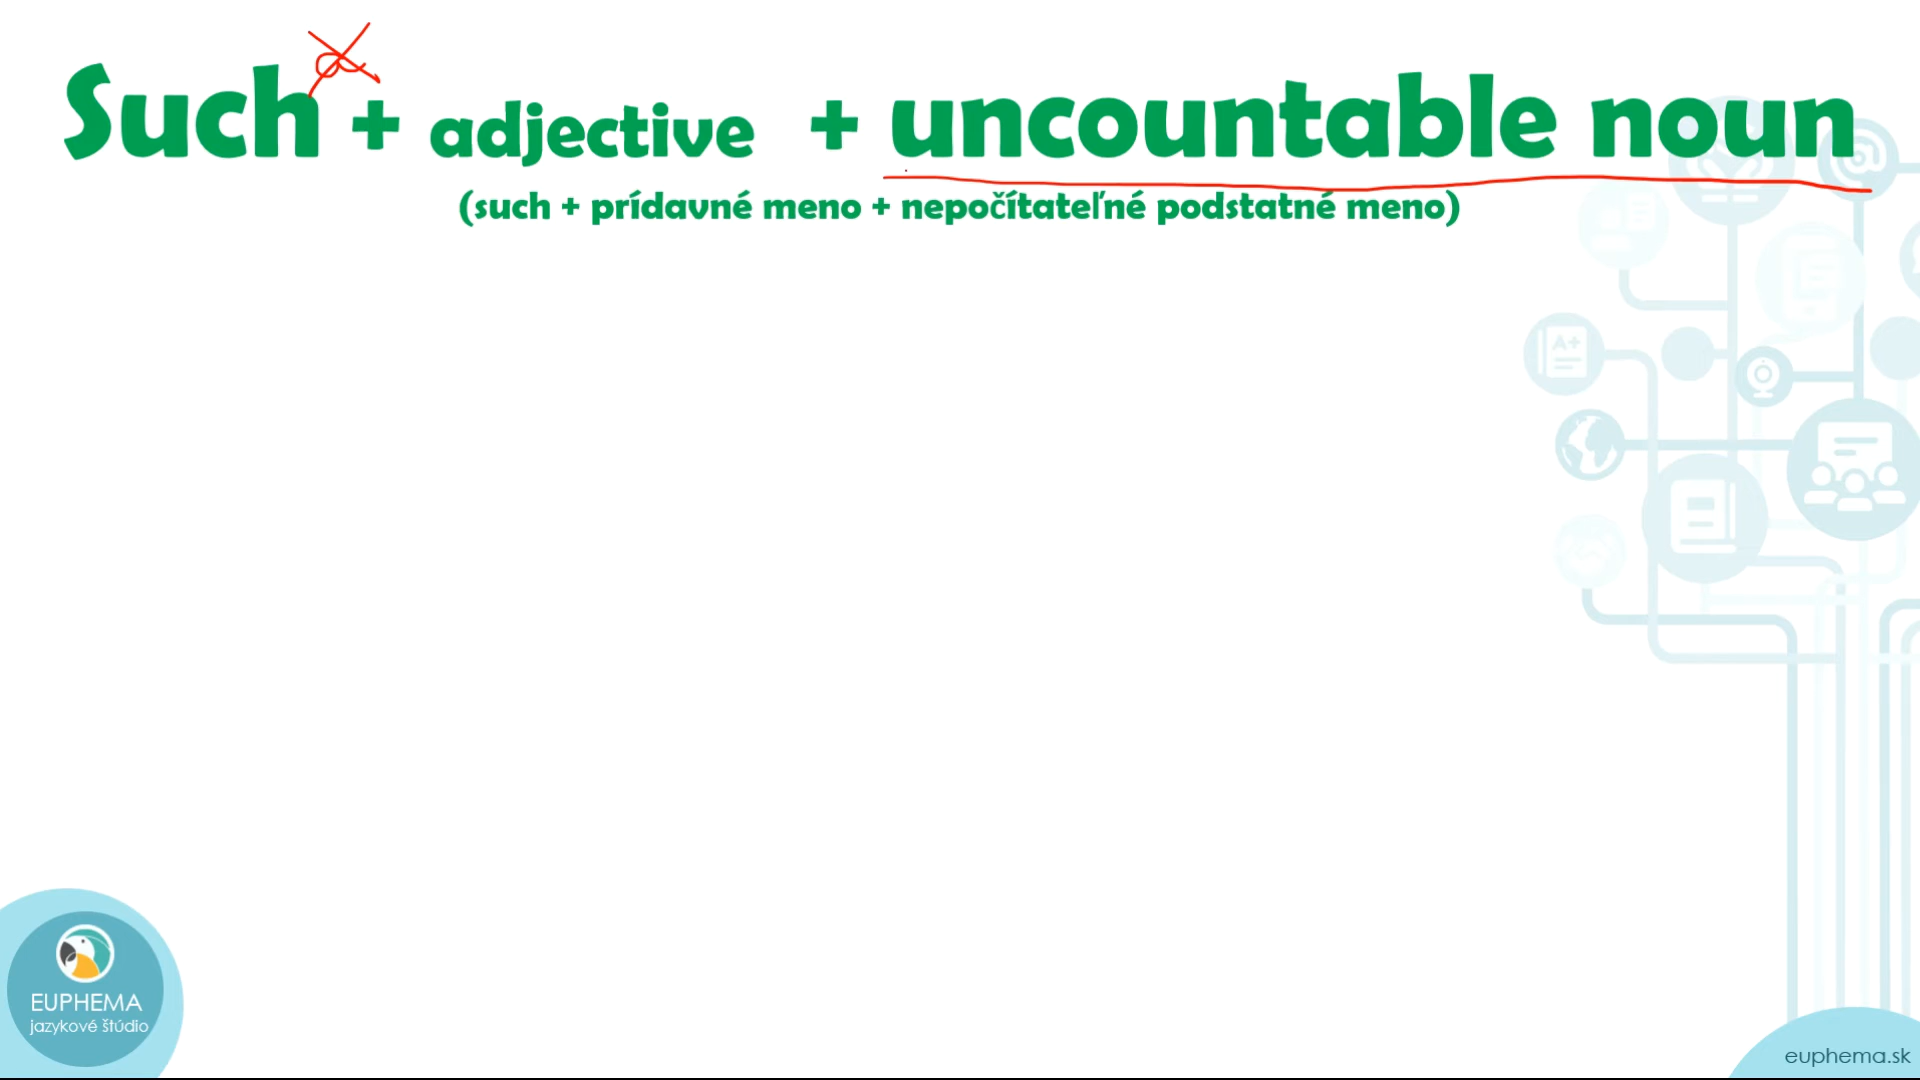 a
Such + adjective + uncountable noun
(such + prídavné meno + nepočítateľné podstatné meno)
A+
EUPHEMA
jazykové štúdio
euphema.sk